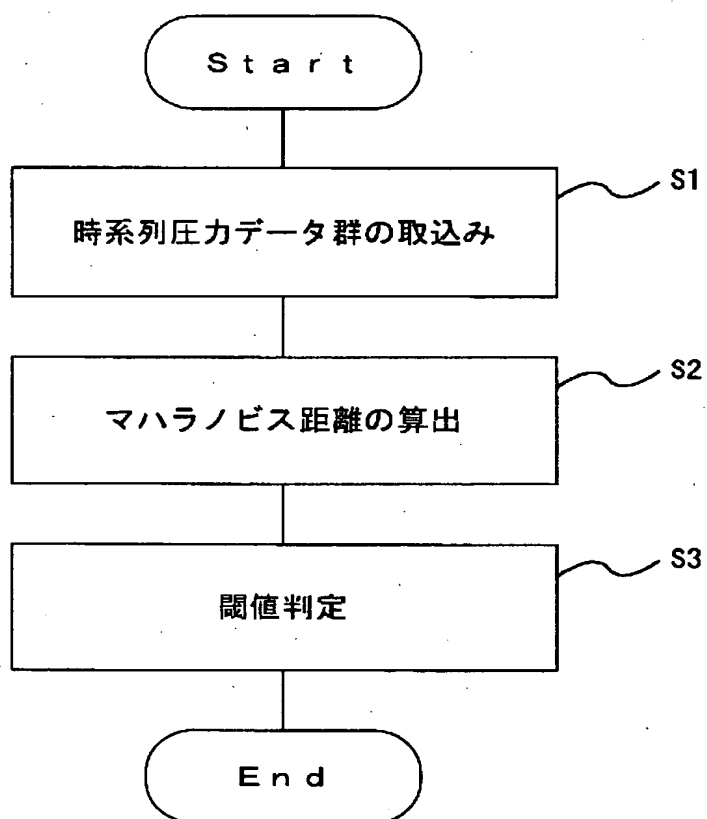 Start
時系列圧力データ群の取込み
S1
マハラノビス距離の算出
S2
閾値判定
S3
End